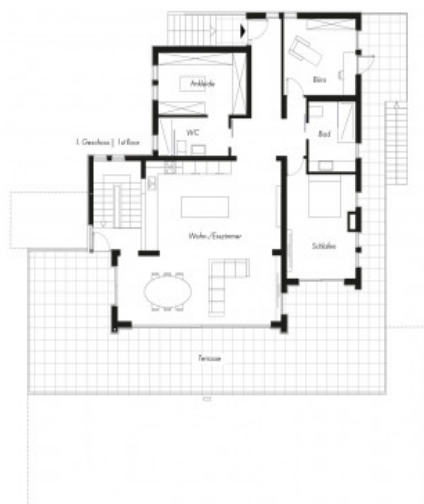 Büro
Ankleide
WC
Bad
1. Geschoss | 1st floor
Wohn-/Esszimmer
Schlafen
Terrasse